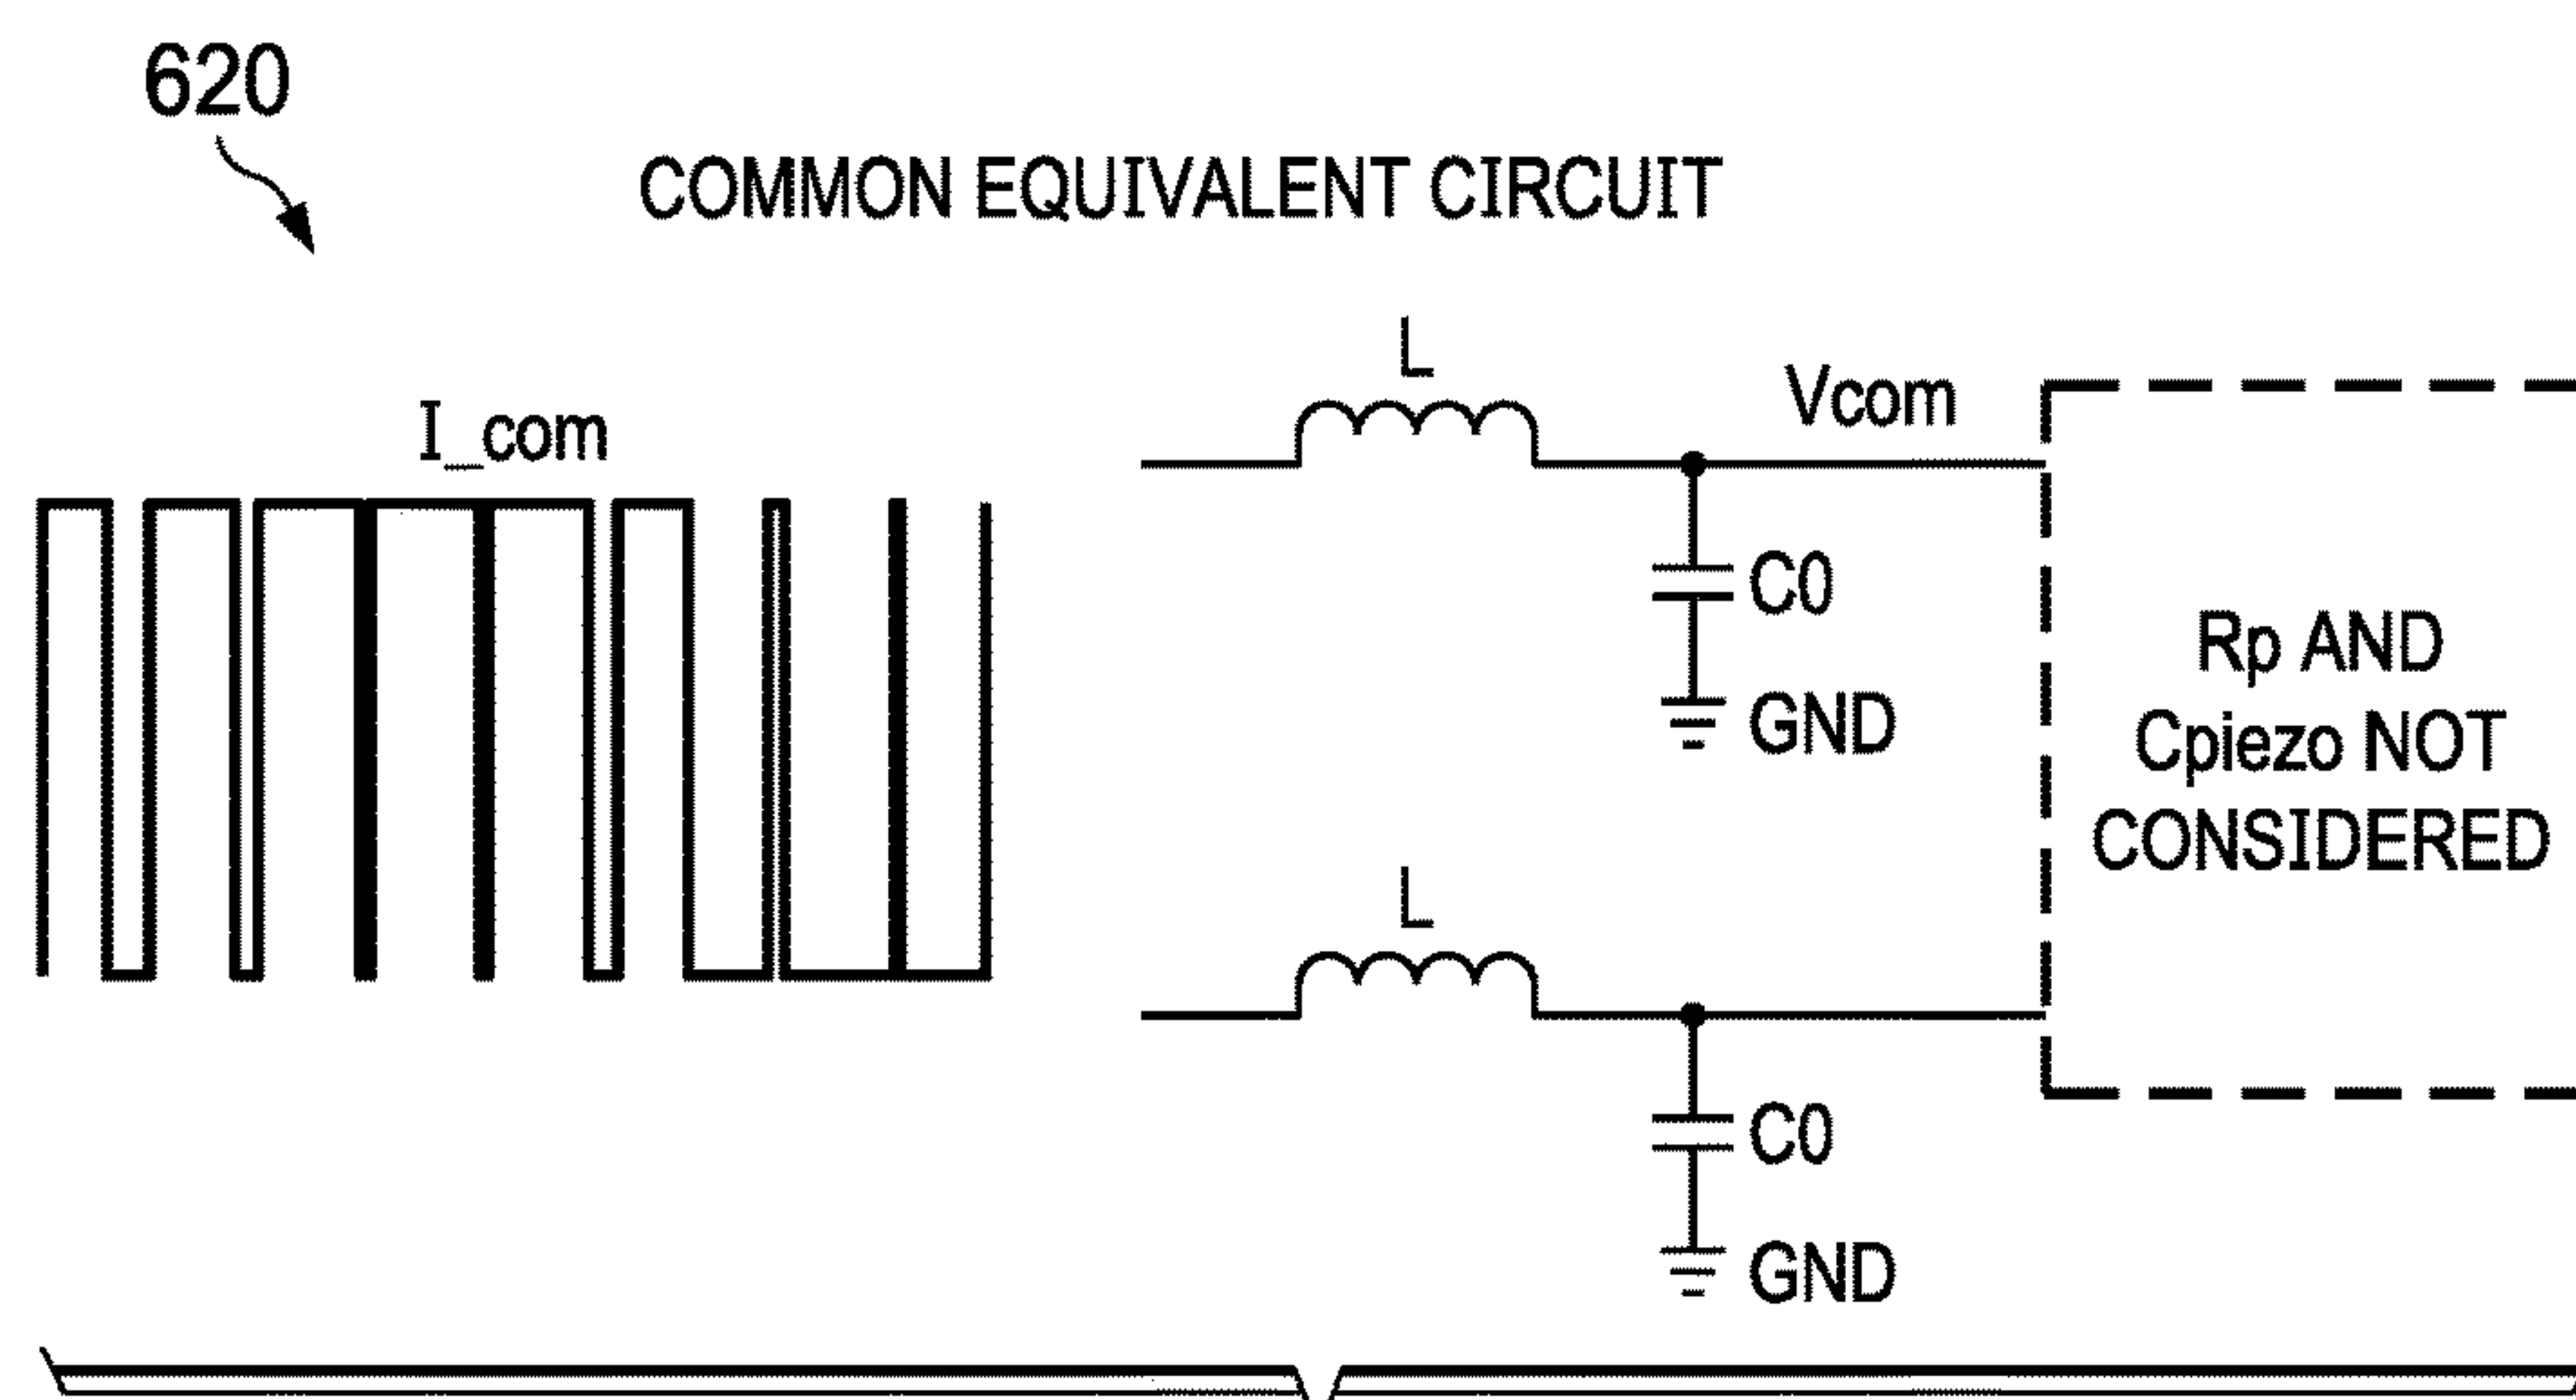 620
COMMON EQUIVALENT CIRCUIT
I_com
L
Vcom
C0
GND
Rp AND
Cpiezo NOT
CONSIDERED
L
C0
GND